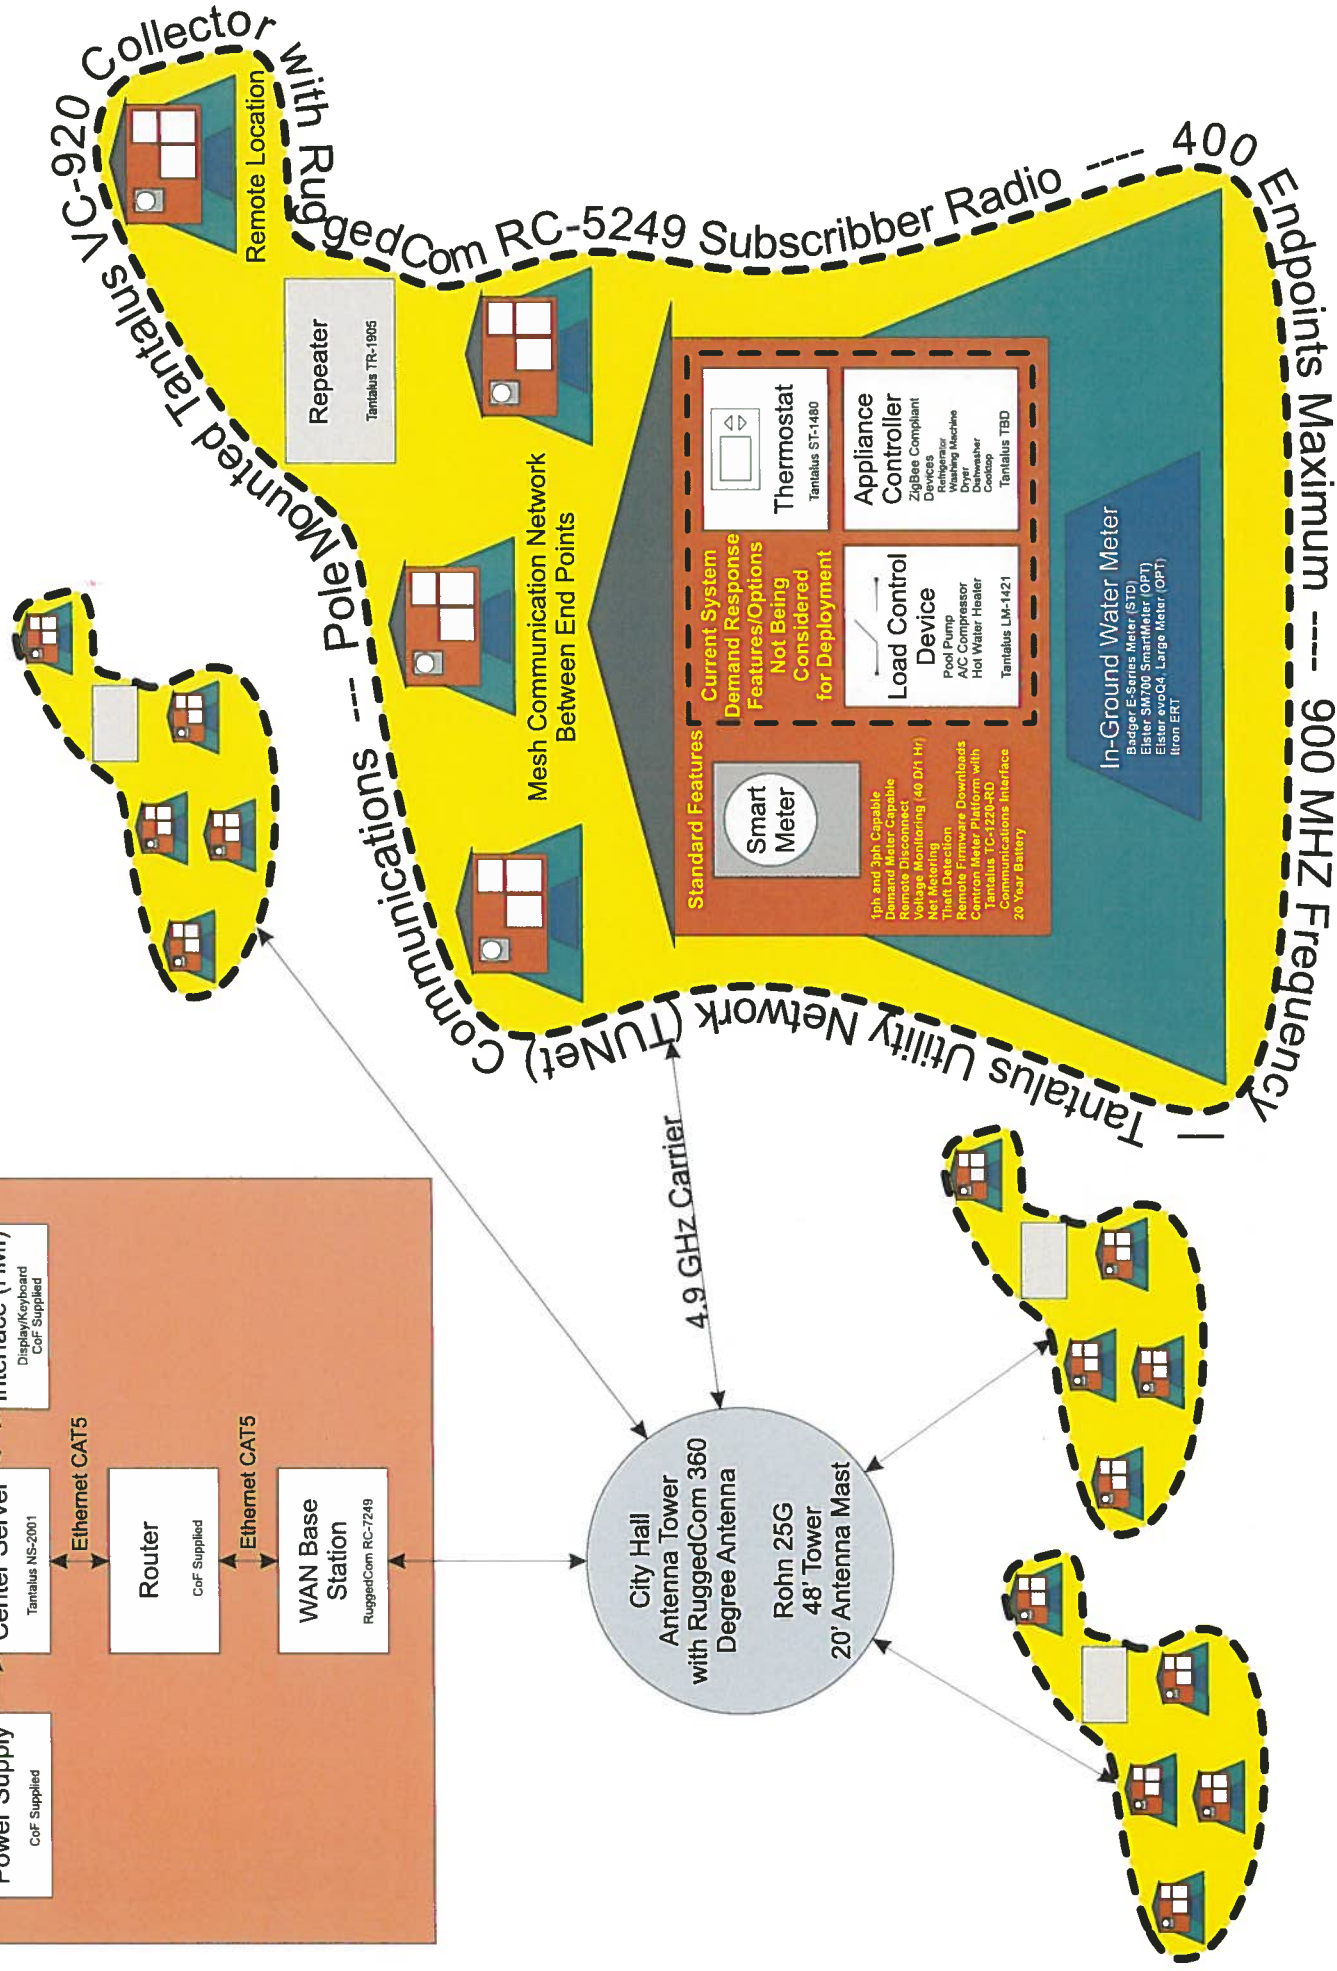 Power Supply
CoF Supplied
Center Server
Tantalus NS-2001
Interface (HMI)
Display/Keyboard
CoF Supplied
Ethernet CAT5
Router
CoF Supplied
Ethernet CAT5
WAN Base
Station
RuggedCom RC-7249
City Hall
Antenna Tower
with RuggedCom 360
Degree Antenna
Rohn 25G
48' Tower
20' Antenna Mast
4.9 GHz Carrier
Tantalus Utility Network (TUNet) Communications --- Pole Mounted Tantalus VC-920 Collector with RuggedCom RC-5249 Subscribber Radio ---- 400 Endpoints Maximum ---- 900 MHZ Frequency
Remote Location
Repeater
Tantalus TR-1905
Mesh Communication Network
Between End Points
Standard Features
Smart
Meter
1ph and 3ph Capable
Demand Meter Capable
Remote Disconnect
Voltage Monitoring (40 D/1 Hr)
Net Metering
Theft Detection
Remote Firmware Downloads
Centron Meter Platform with
Tantalus TC-1220-RD
Communications Interface
20 Year Battery
Current System
Demand Response
Features/Options
Not Being
Considered
for Deployment
Thermostat
Tantalus ST-1480
Load Control
Device
Pool Pump
A/C Compressor
Hot Water Heater
Tantalus LM-1421
Appliance
Controller
ZigBee Compliant
Devices
Refrigerator
Washing Machine
Dryer
Dishwasher
Cooktop
Tantalus TBD
In-Ground Water Meter
Badger E-Series Meter (STD)
Elster SM700 SmartMeter (OPT)
Elster evoQ4, Large Meter (OPT)
Itron ERT